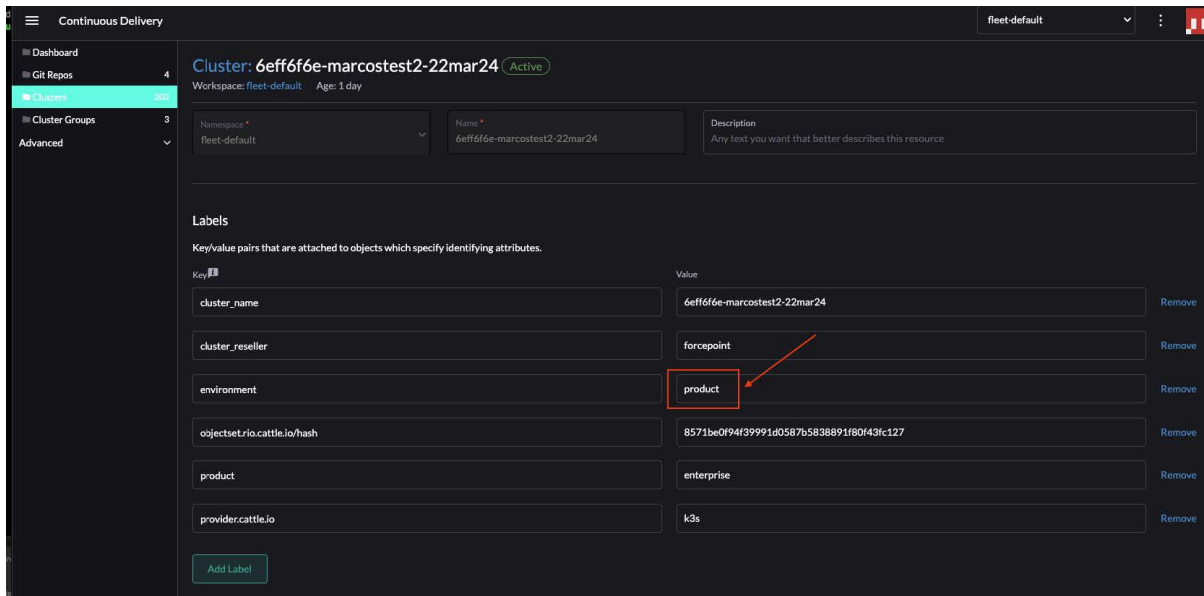 Continuous Delivery
fleet-default
Dashboard
Git Repos 4
Clusters 202
Cluster Groups 3
Advanced
Cluster: 6eff6f6e-marcostest2-22mar24 Active
Workspace: fleet-default Age: 1 day
Namespace * Name * Description
fleet-default 6eff6f6e-marcostest2-22mar24 Any text you want that better describes this resource
Labels
Key/value pairs that are attached to objects which specify identifying attributes.
Key Value
cluster_name 6eff6f6e-marcostest2-22mar24 Remove
cluster_reseller forcepoint Remove
environment product Remove
objectset.rio.cattle.io/hash 8571be0f94f39991d0587b5838891f80f43fc127 Remove
product enterprise Remove
provider.cattle.io k3s Remove
Add Label